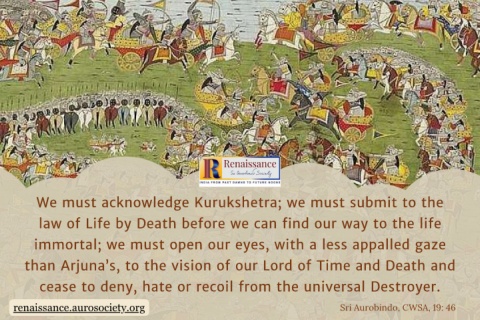 Renaissance
Sri Aurobindo Society
INDIA FROM PAST DAWNS TO FUTURE NOONS
We must acknowledge Kurukshetra; we must submit to the
law of Life by Death before we can find our way to the life
immortal; we must open our eyes, with a less appalled gaze
than Arjuna's, to the vision of our Lord of Time and Death and
cease to deny, hate or recoil from the universal Destroyer.
renaissance.aurosociety.org
Sri Aurobindo, CWSA, 19: 46